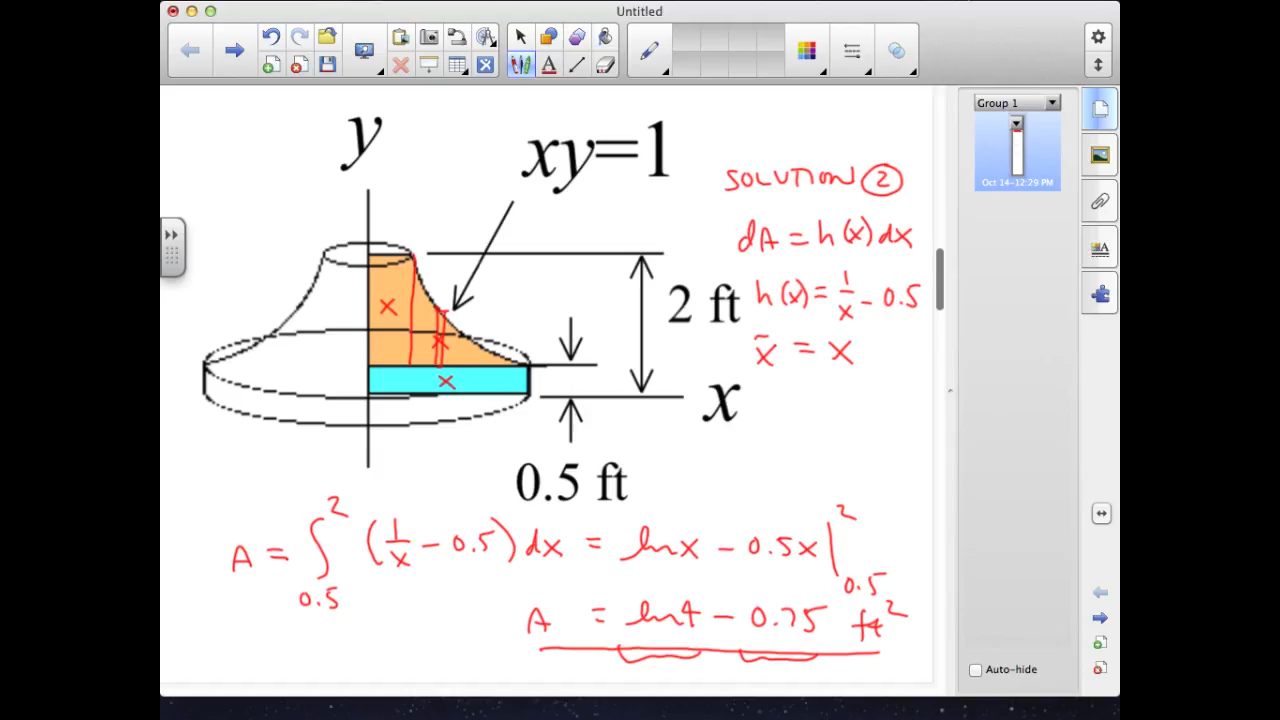 Untitled
Group 1
Oct 14-12:29 PM
y
xy=1
SOLUTION 2
dA = h(x)dx
h(x) = 1/x - 0.5
x̃ = x
2 ft
x
x
x
x
0.5 ft
A = ∫_{0.5}^{2} (1/x - 0.5) dx = ln x - 0.5x |_{0.5}^{2}
A = ln 4 - 0.75 ft²
Auto-hide